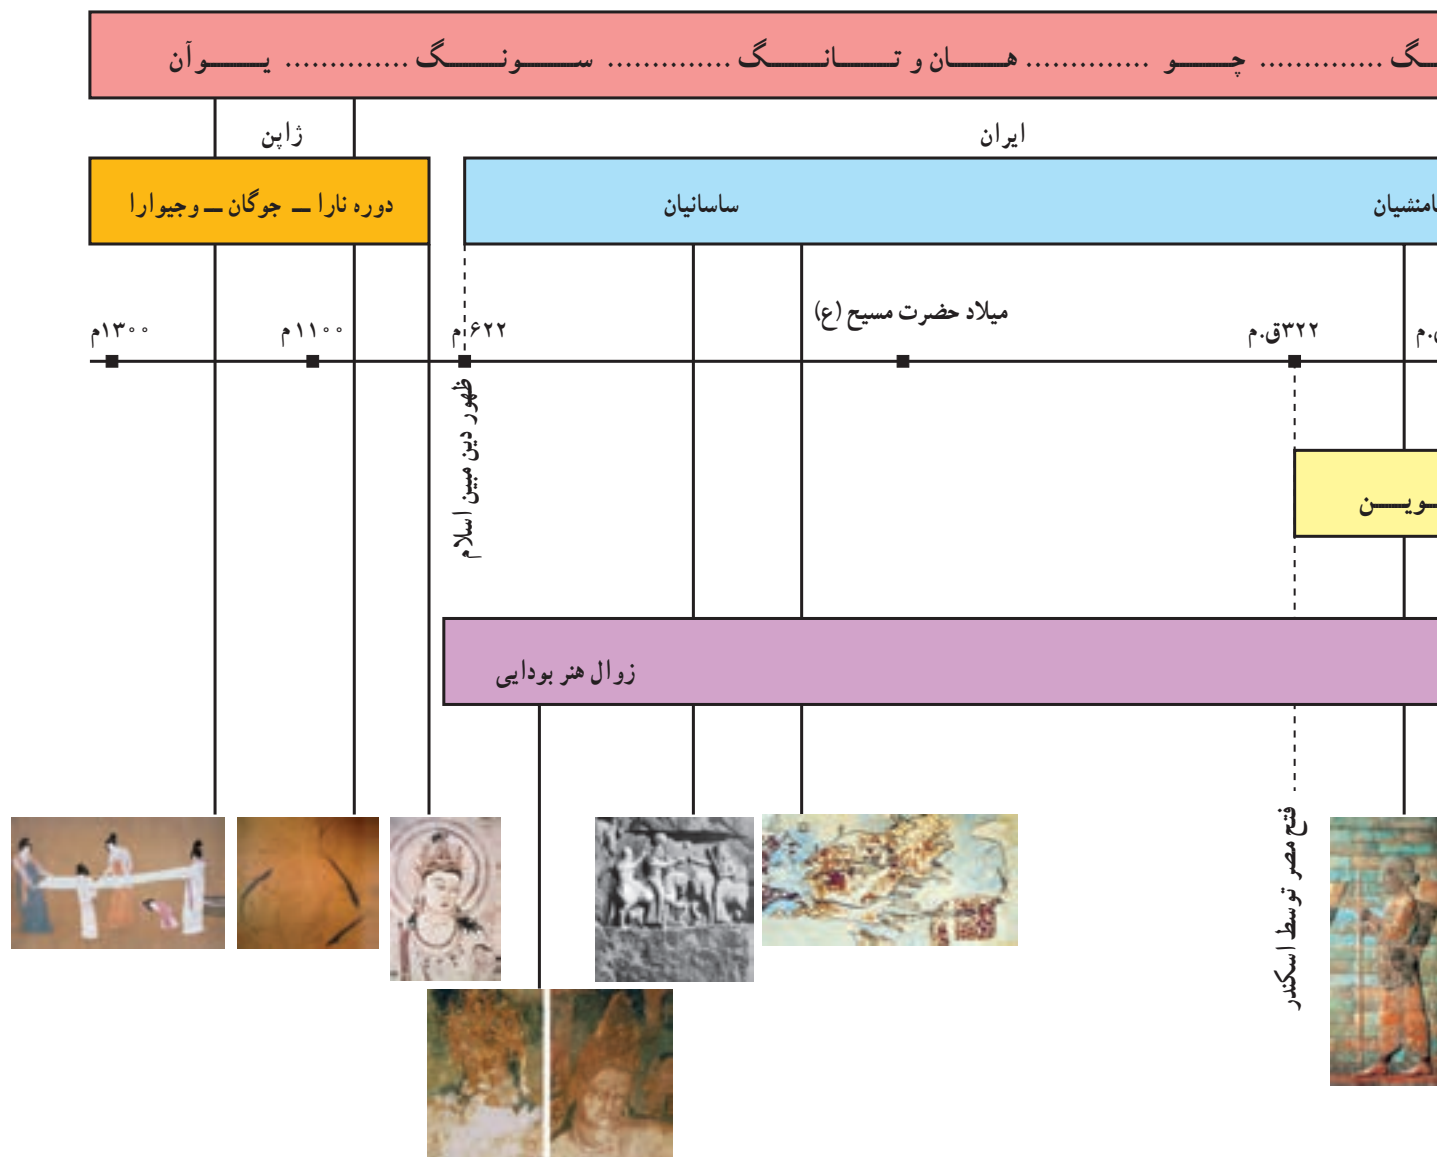 چو ............. هان و تانگ ............. سونگ ............. یوآن
ایران
ژاپن
ساسانیان
دوره نارا ــ جوگان ــ وجیوارا
میلاد حضرت مسیح (ع)
۳۲۲ق.م
۶۲۲م
۱۱۰۰م
۱۳۰۰م
ظهور دین مبین اسلام
زوال هنر بودایی
فتح مصر توسط اسکندر